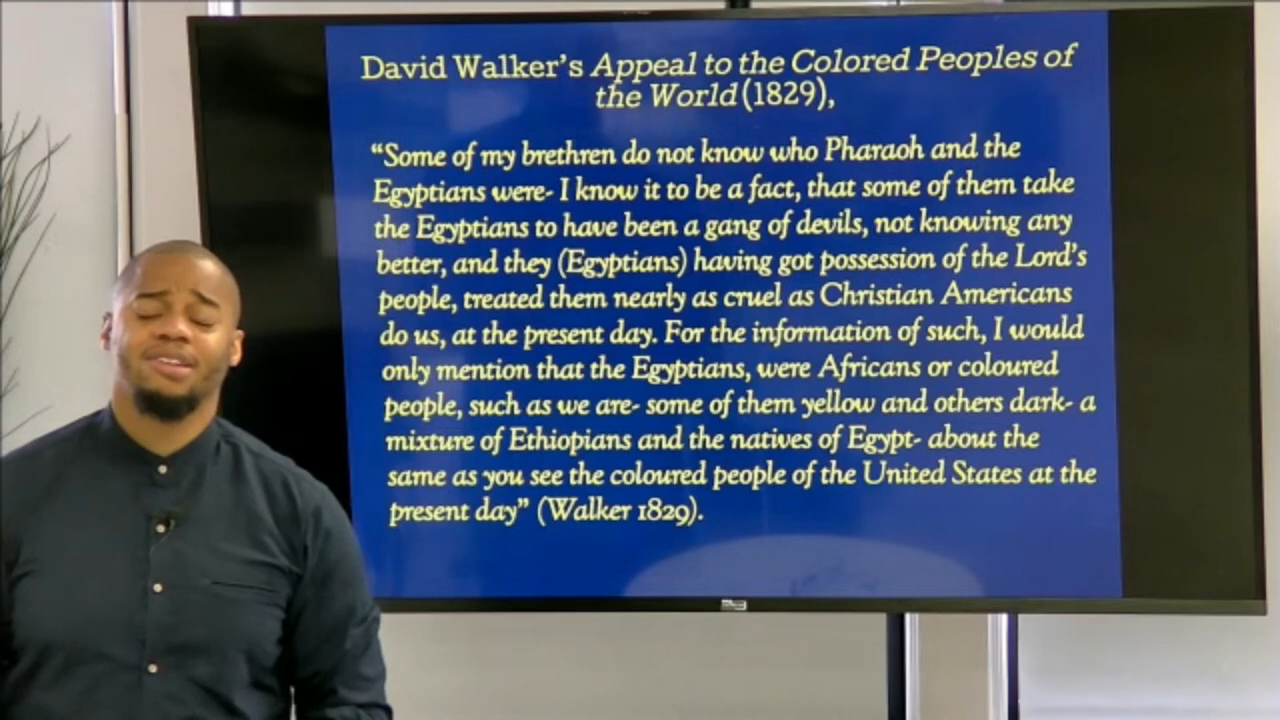 David Walker's Appeal to the Colored Peoples of
the World (1829),
“Some of my brethren do not know who Pharaoh and the
Egyptians were- I know it to be a fact, that some of them take
the Egyptians to have been a gang of devils, not knowing any
better, and they (Egyptians) having got possession of the Lord's
people, treated them nearly as cruel as Christian Americans
do us, at the present day. For the information of such, I would
only mention that the Egyptians, were Africans or coloured
people, such as we are- some of them yellow and others dark- a
mixture of Ethiopians and the natives of Egypt- about the
same as you see the coloured people of the United States at the
present day” (Walker 1829).